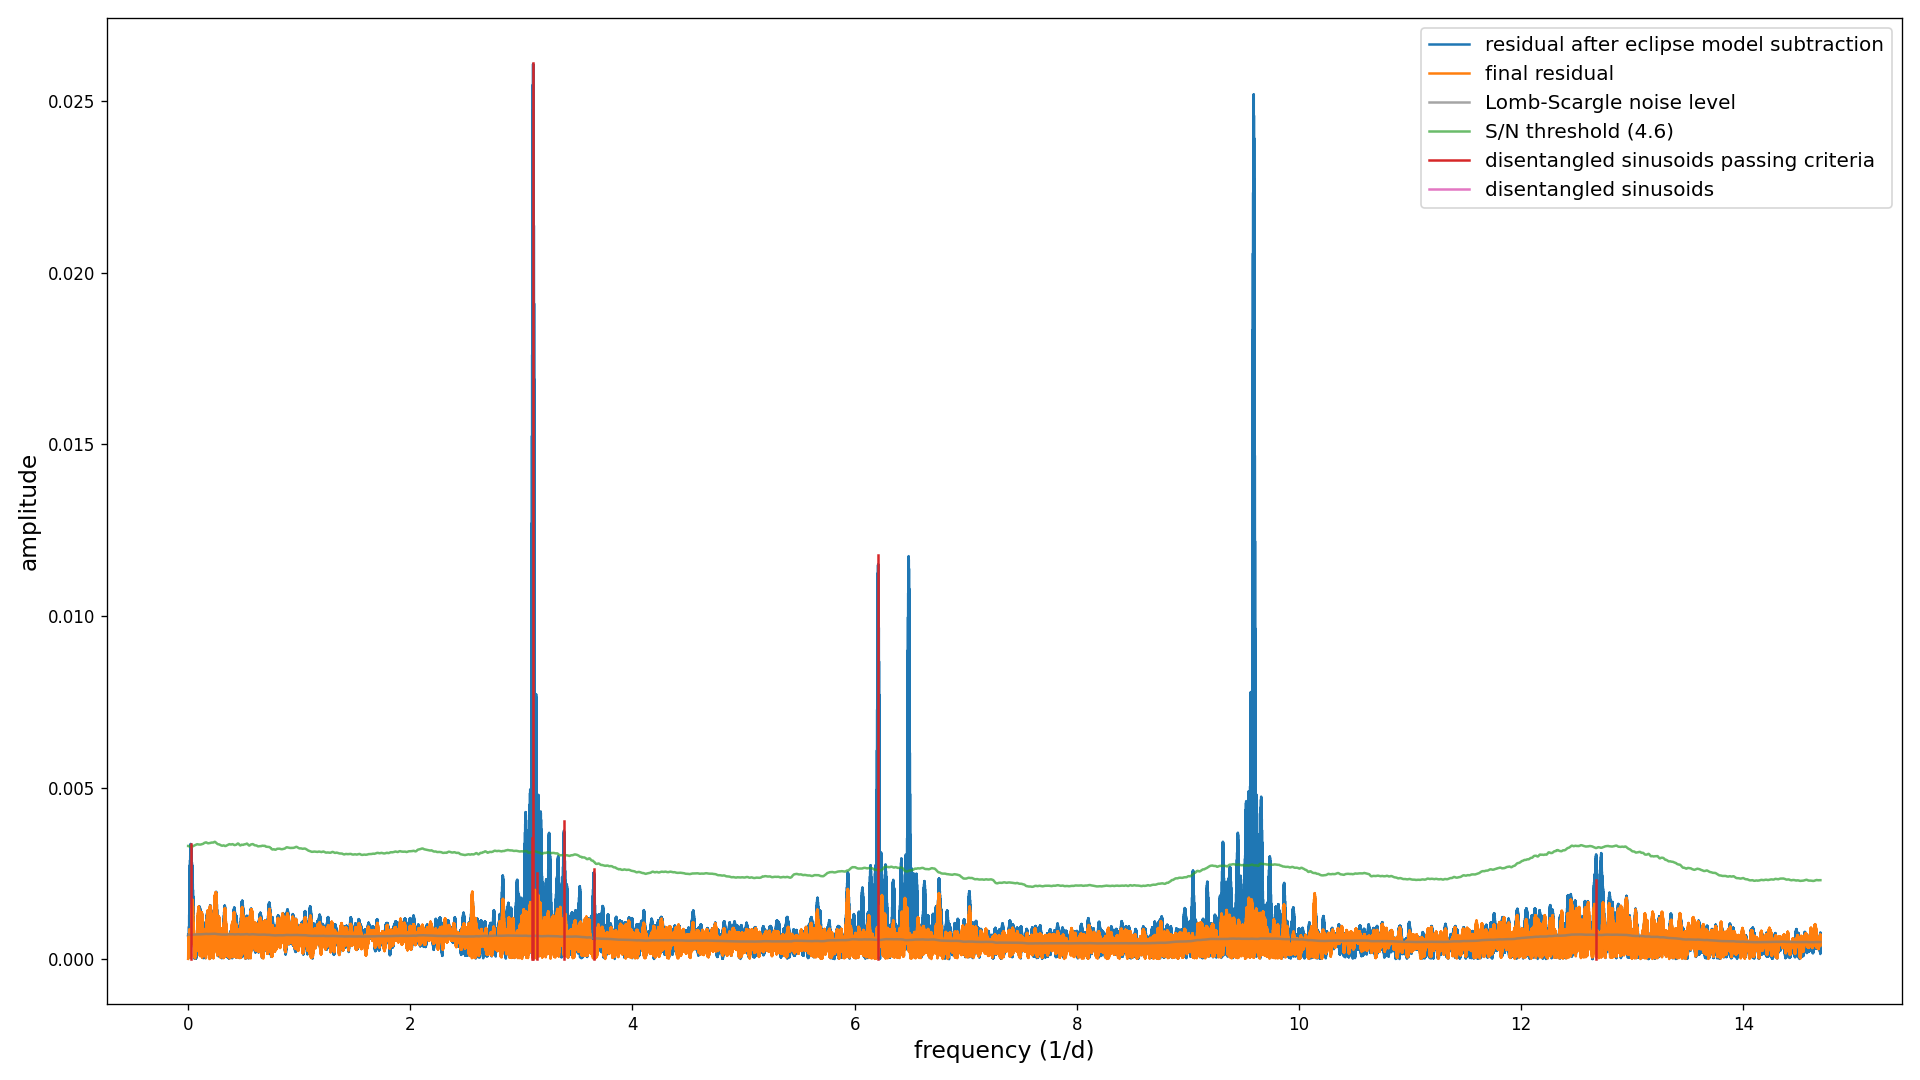 residual after eclipse model subtraction
final residual
Lomb-Scargle noise level
S/N threshold (4.6)
disentangled sinusoids passing criteria
disentangled sinusoids
amplitude
0.025
0.020
0.015
0.010
0.005
0.000
0 2 4 6 8 10 12 14
frequency (1/d)